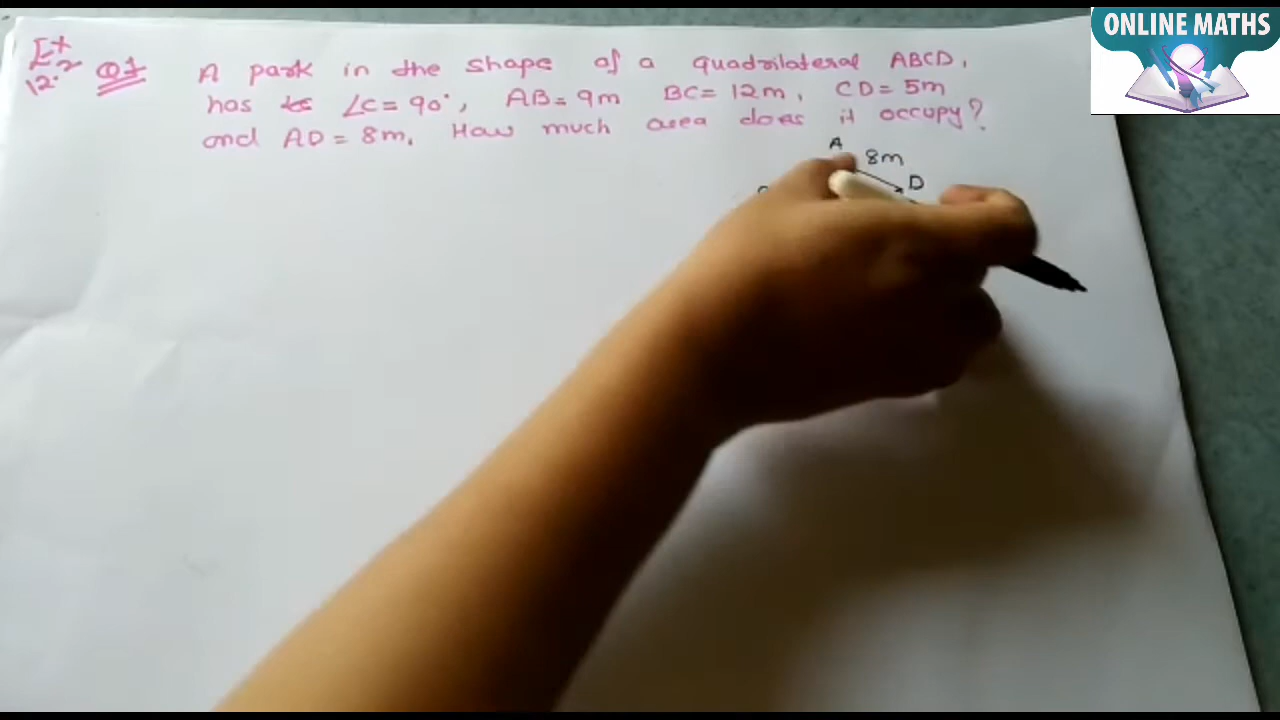 ONLINE MATHS
Ex 12.2
Q1 A park in the shape of a quadrilateral ABCD,
has ∠C = 90°, AB = 9m BC = 12m, CD = 5m
and AD = 8m. How much area does it occupy?
A 8m
D